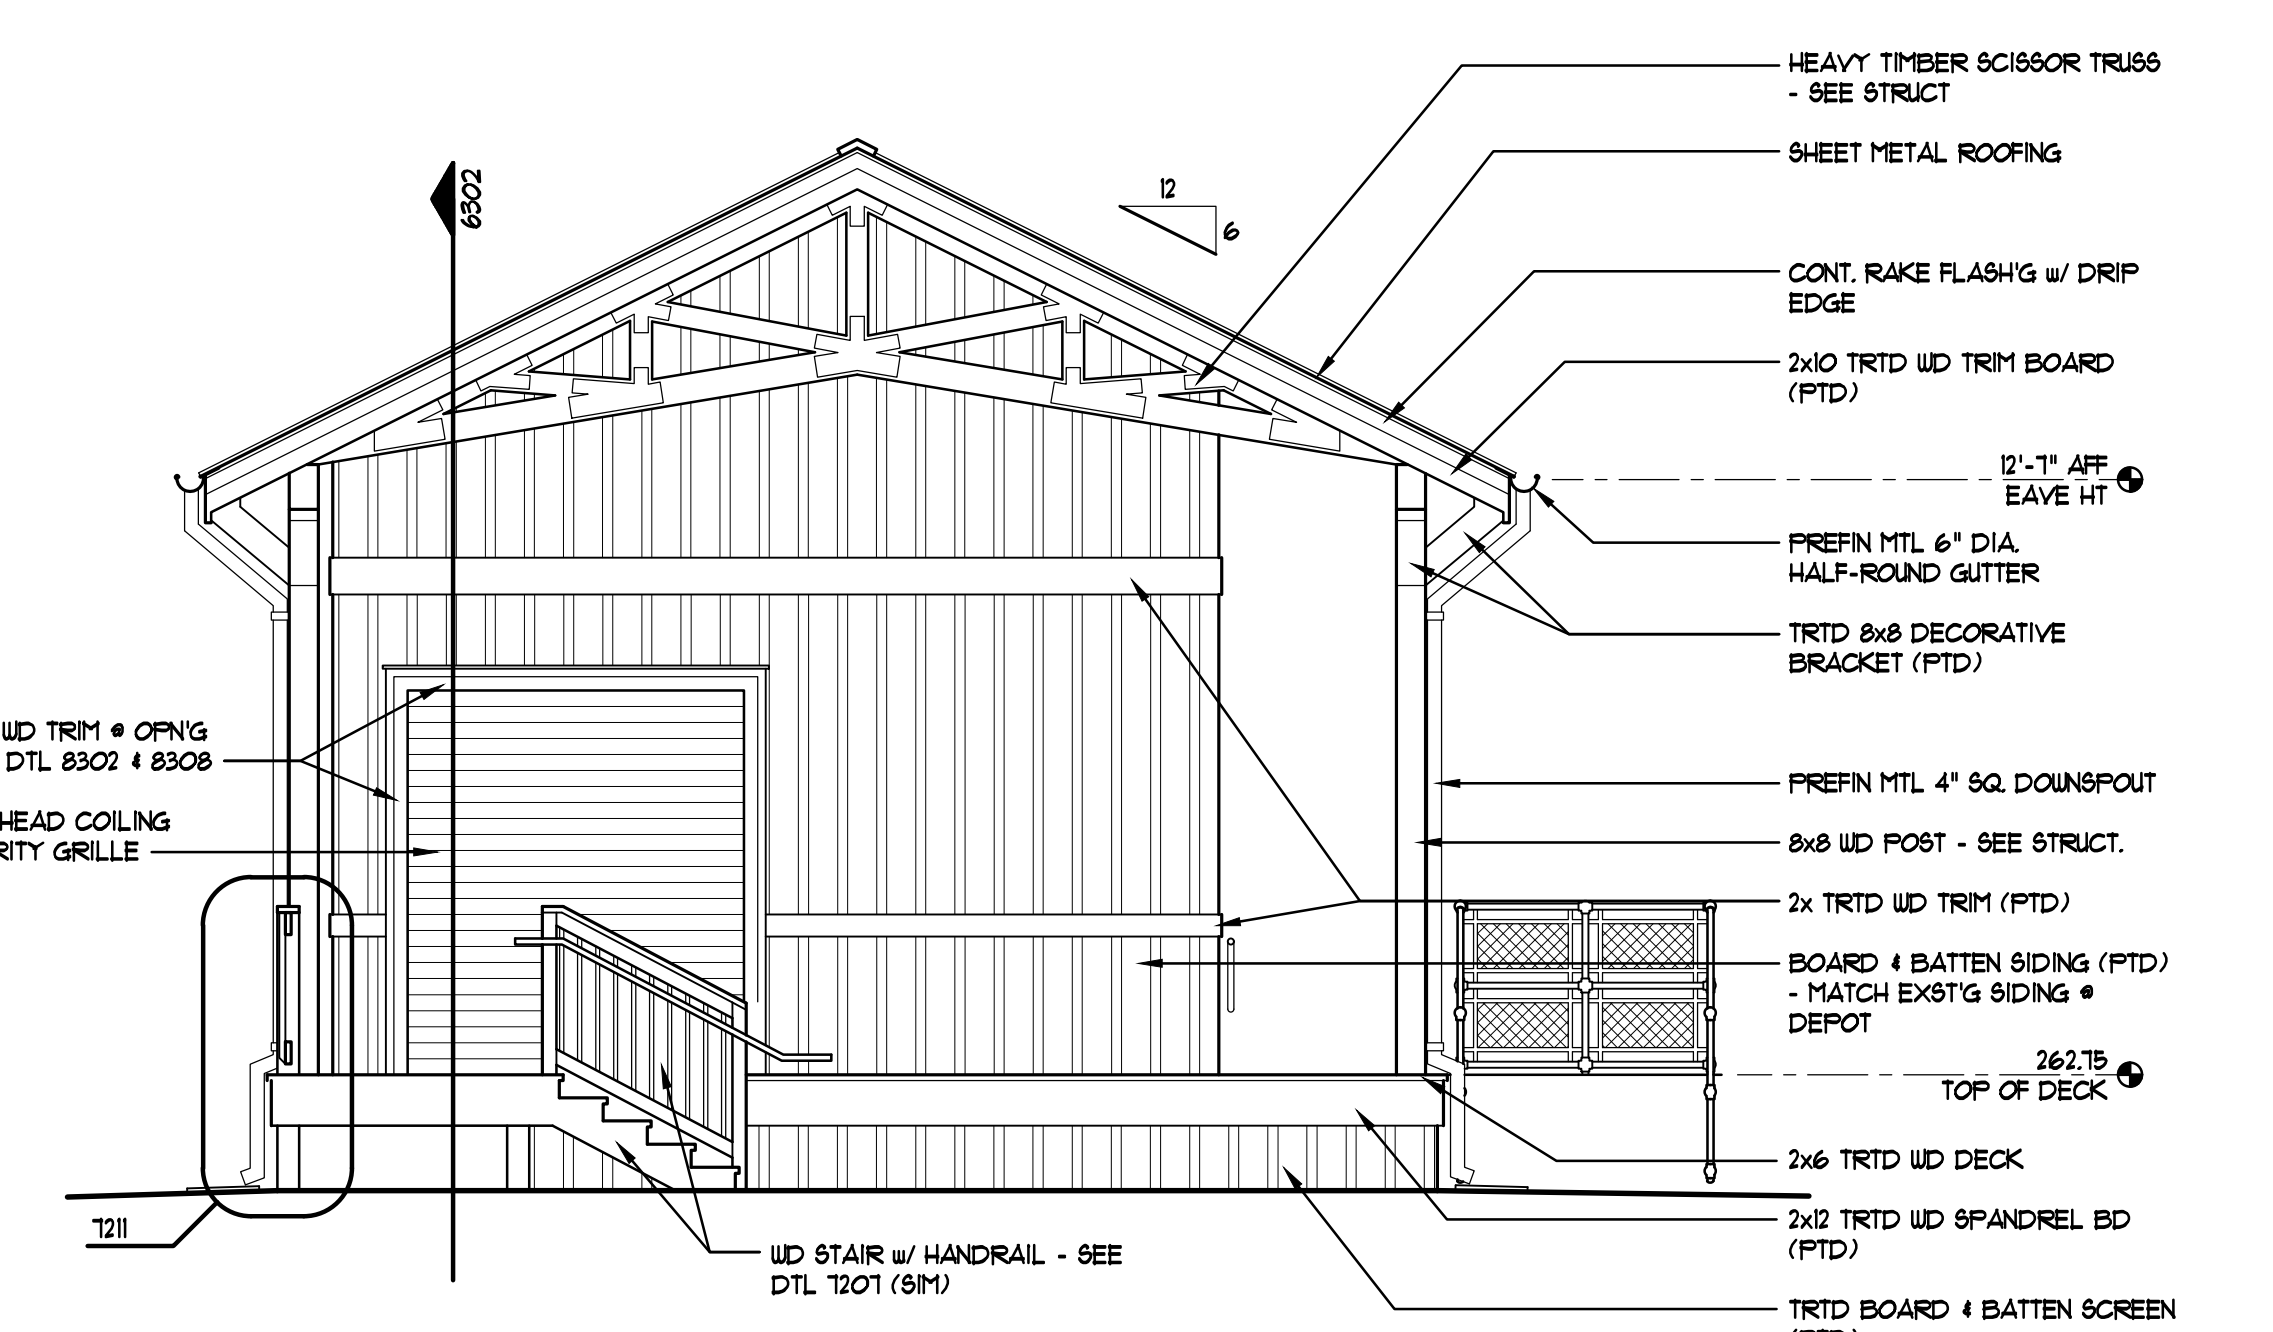 HEAVY TIMBER SCISSOR TRUSS
- SEE STRUCT
SHEET METAL ROOFING
6302
12
6
CONT. RAKE FLASH'G w/ DRIP
EDGE
2x10 TRTD WD TRIM BOARD
(PTD)
12'-7" AFF
EAVE HT
PREFIN MTL 6" DIA.
HALF-ROUND GUTTER
TRTD 8x8 DECORATIVE
BRACKET (PTD)
WD TRIM @ OPN'G
DTL 8302 & 8308
HEAD COILING
RITY GRILLE
PREFIN MTL 4" SQ. DOWNSPOUT
8x8 WD POST - SEE STRUCT.
2x TRTD WD TRIM (PTD)
BOARD & BATTEN SIDING (PTD)
- MATCH EXST'G SIDING @
DEPOT
262.75
TOP OF DECK
2x6 TRTD WD DECK
2x12 TRTD WD SPANDREL BD
(PTD)
7211
WD STAIR w/ HANDRAIL - SEE
DTL 7207 (SIM)
TRTD BOARD & BATTEN SCREEN